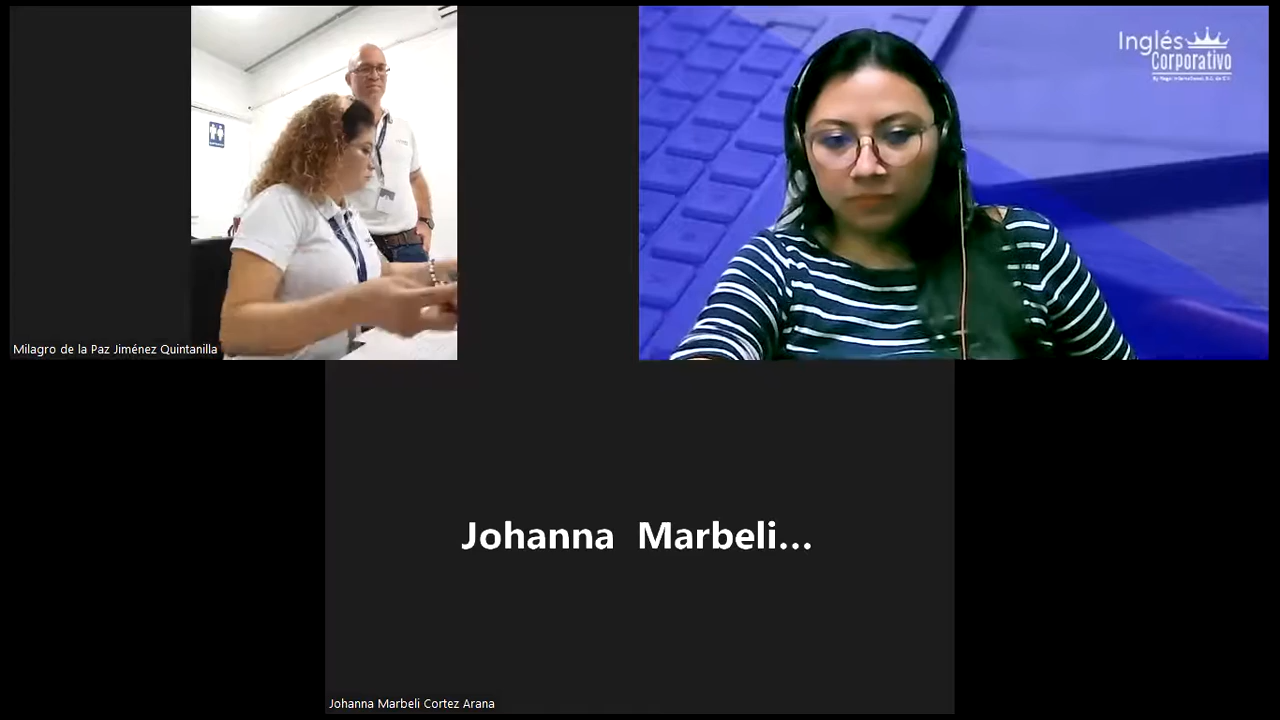 Inglés
Corporativo
Milagro de la Paz Jiménez Quintanilla
Johanna Marbeli...
Johanna Marbeli Cortez Arana